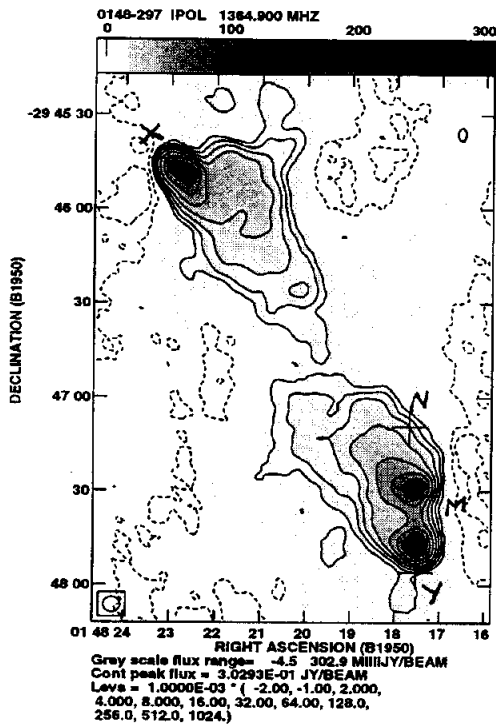 0148-297 IPOL 1364.900 MHZ
0 100 200 300
-29 45 30
X
46 00
30
DECLINATION (B1950)
47 00
N
30
M
48 00
Y
01 48 24 23 22 21 20 19 18 17 16
RIGHT ASCENSION (B1950)
Grey scale flux range= -4.5 302.9 MilliJY/BEAM
Cont peak flux = 3.0293E-01 JY/BEAM
Levs = 1.0000E-03 * ( -2.00, -1.00, 2.000,
4.000, 8.000, 16.00, 32.00, 64.00, 128.0,
256.0, 512.0, 1024.)